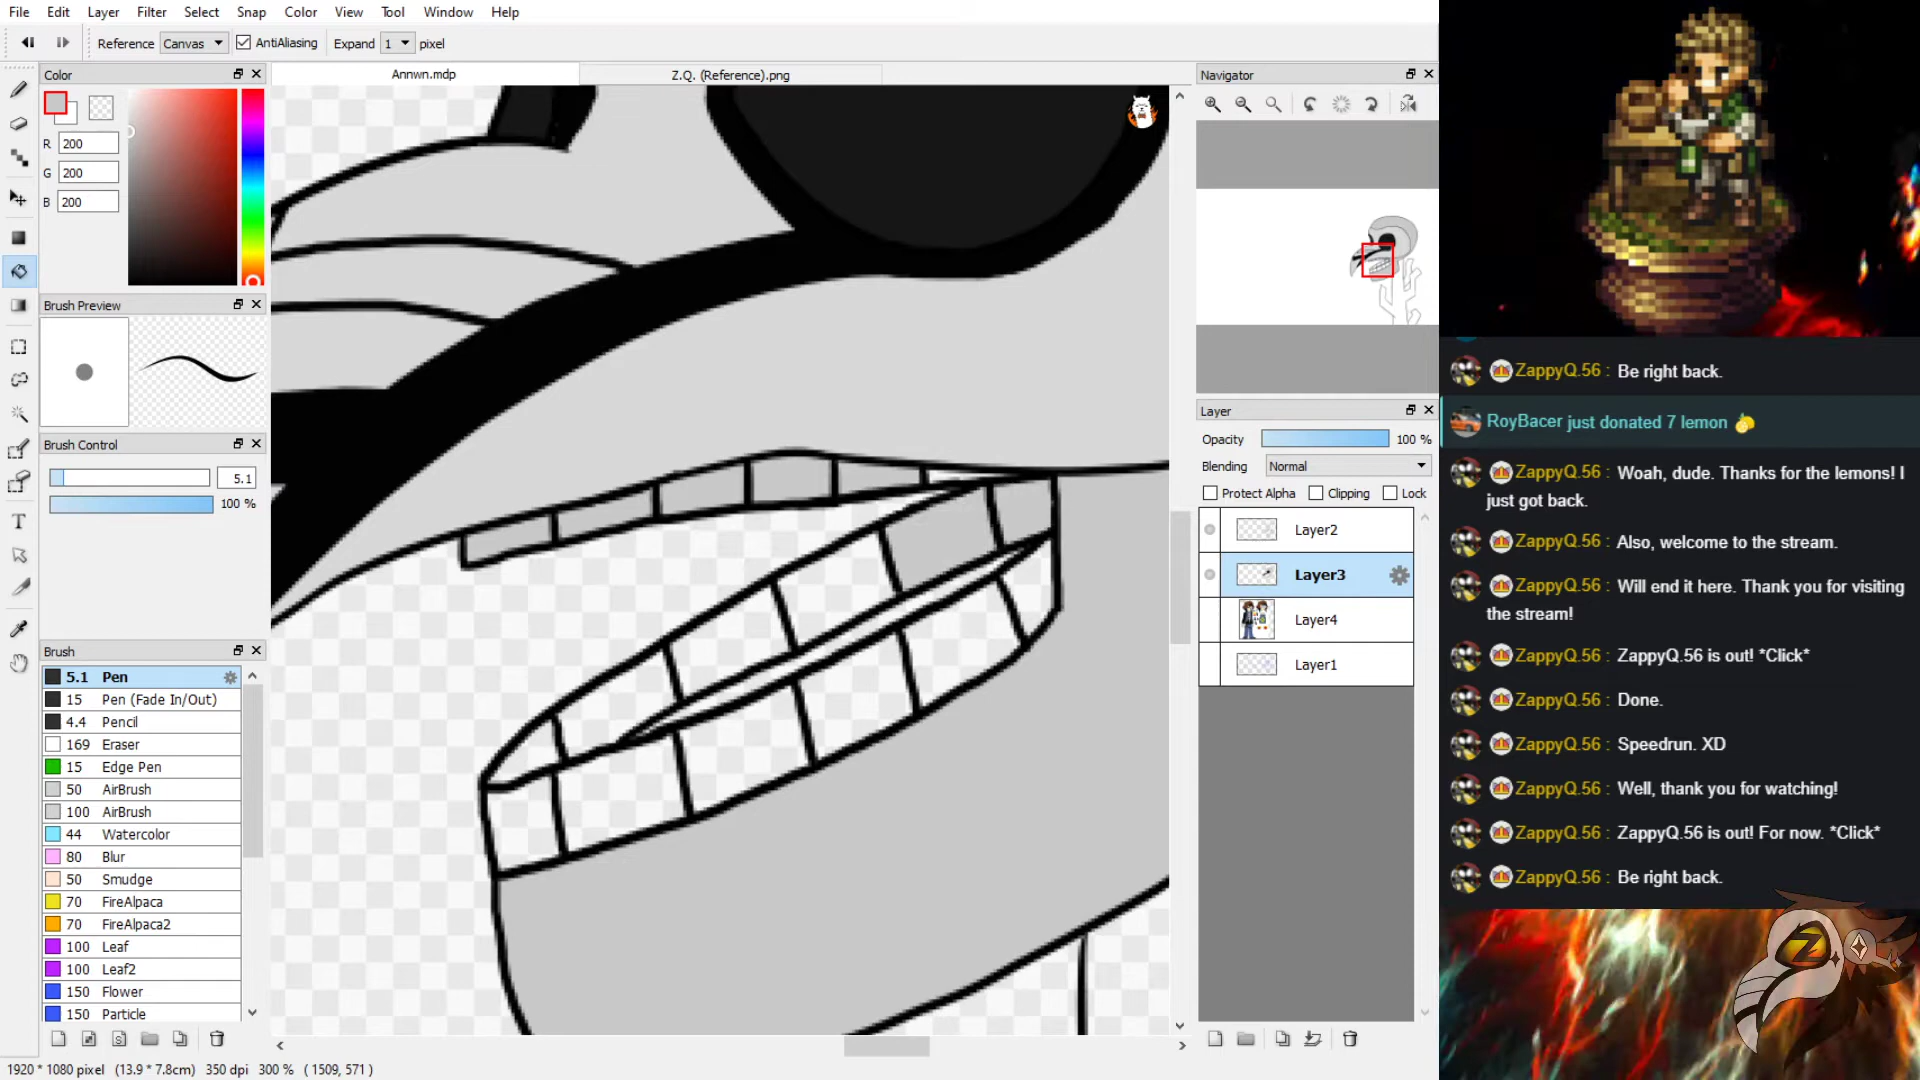 File Edit Layer Filter Select Snap Color View Tool Window Help
Reference Canvas AntiAliasing Expand 1 pixel
Color
R 200
G 200
B 200
Brush Preview
Brush Control
5.1
100 %
Brush
5.1 Pen
15 Pen (Fade In/Out)
4.4 Pencil
169 Eraser
15 Edge Pen
50 AirBrush
100 AirBrush
44 Watercolor
80 Blur
50 Smudge
70 FireAlpaca
70 FireAlpaca2
100 Leaf
100 Leaf2
150 Flower
150 Particle
1920 * 1080 pixel (13.9 * 7.8cm) 350 dpi 300 % ( 1509, 571 )
Annwn.mdp
Z.Q. (Reference).png
Navigator
Layer
Opacity 100 %
Blending Normal
Protect Alpha Clipping Lock
Layer2
Layer3
Layer4
Layer1
ZappyQ.56 : Be right back.
RoyBacer just donated 7 lemon
ZappyQ.56 : Woah, dude. Thanks for the lemons! I
just got back.
ZappyQ.56 : Also, welcome to the stream.
ZappyQ.56 : Will end it here. Thank you for visiting
the stream!
ZappyQ.56 : ZappyQ.56 is out! *Click*
ZappyQ.56 : Done.
ZappyQ.56 : Speedrun. XD
ZappyQ.56 : Well, thank you for watching!
ZappyQ.56 : ZappyQ.56 is out! For now. *Click*
ZappyQ.56 : Be right back.